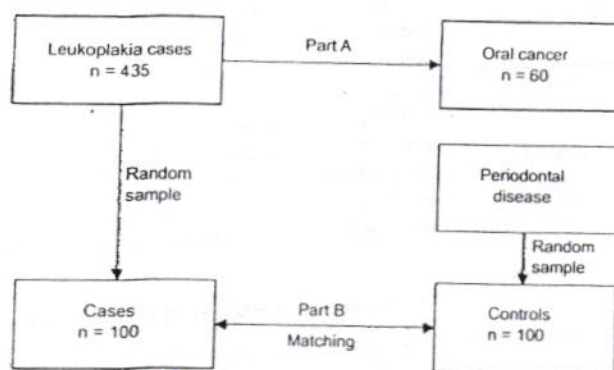 Leukoplakia cases
n = 435
Part A
Oral cancer
n = 60
Random
sample
Periodontal
disease
Random
sample
Cases
n = 100
Part B
Matching
Controls
n = 100